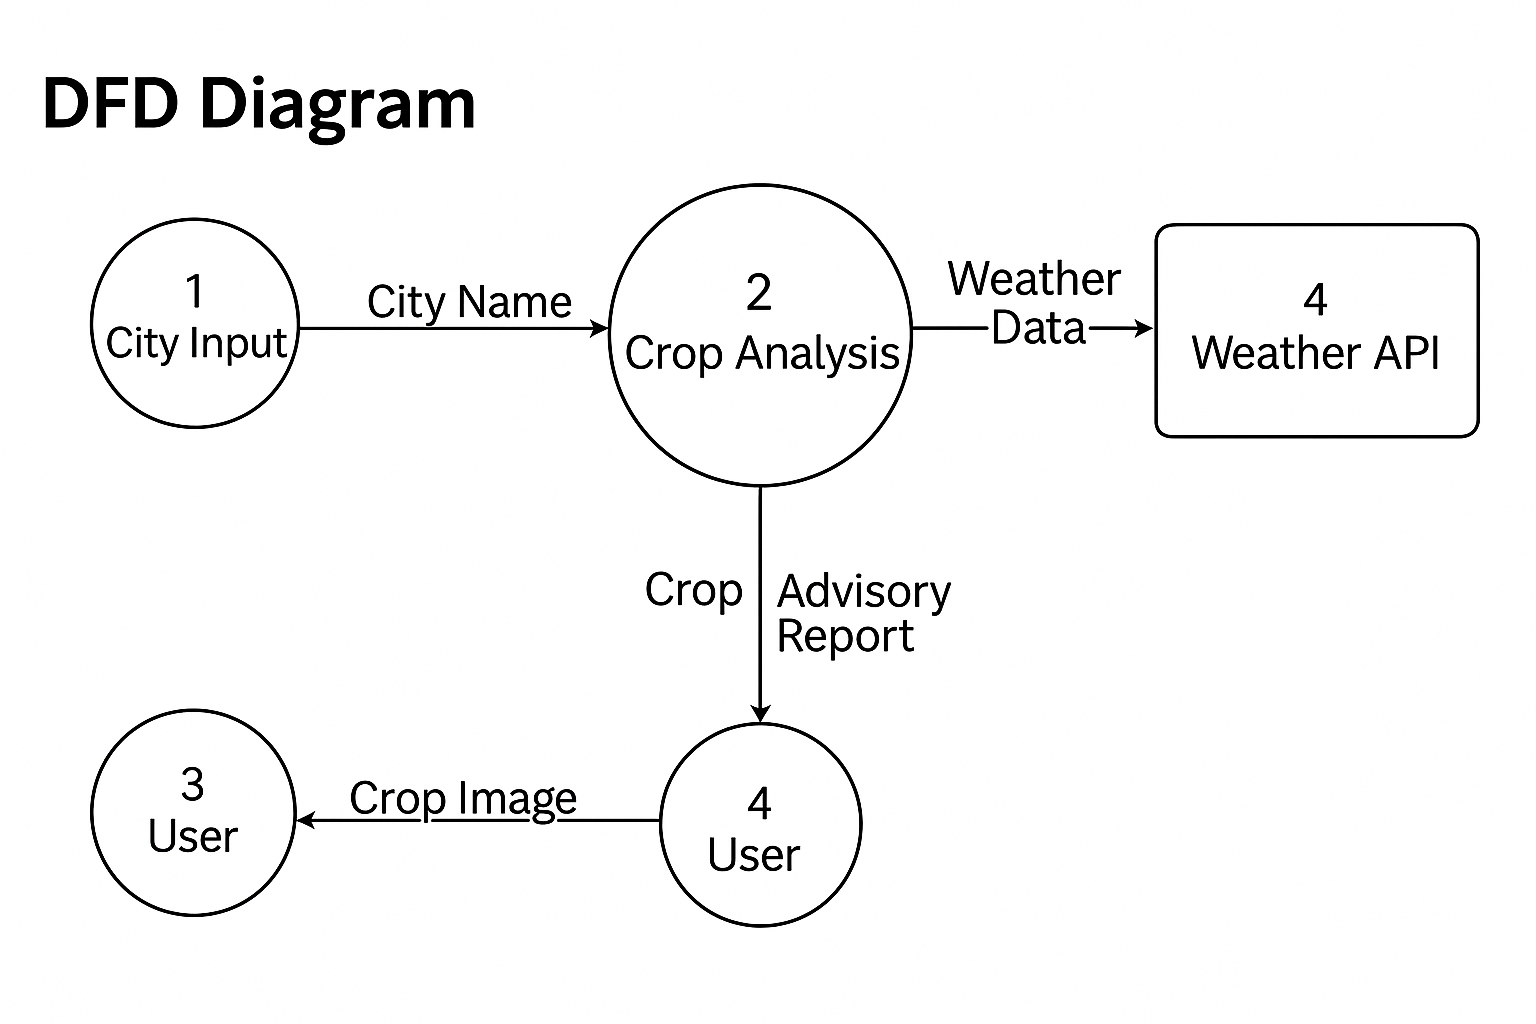 DFD Diagram
1
City Input
City Name
2
Crop Analysis
Weather
Data
4
Weather API
Crop
Advisory
Report
3
User
Crop Image
4
User